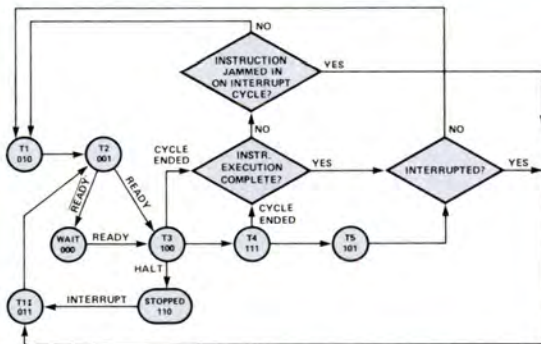 NO
NO
INSTRUCTION
JAMMED IN
ON INTERRUPT
CYCLE?
YES
T1
010
T2
001
CYCLE
ENDED
NO
INSTR.
EXECUTION
COMPLETE?
YES
NO
INTERRUPTED?
YES
READY
READY
CYCLE
ENDED
WAIT
000
READY
T3
100
T4
111
T5
101
HALT
T1I
011
INTERRUPT
STOPPED
110